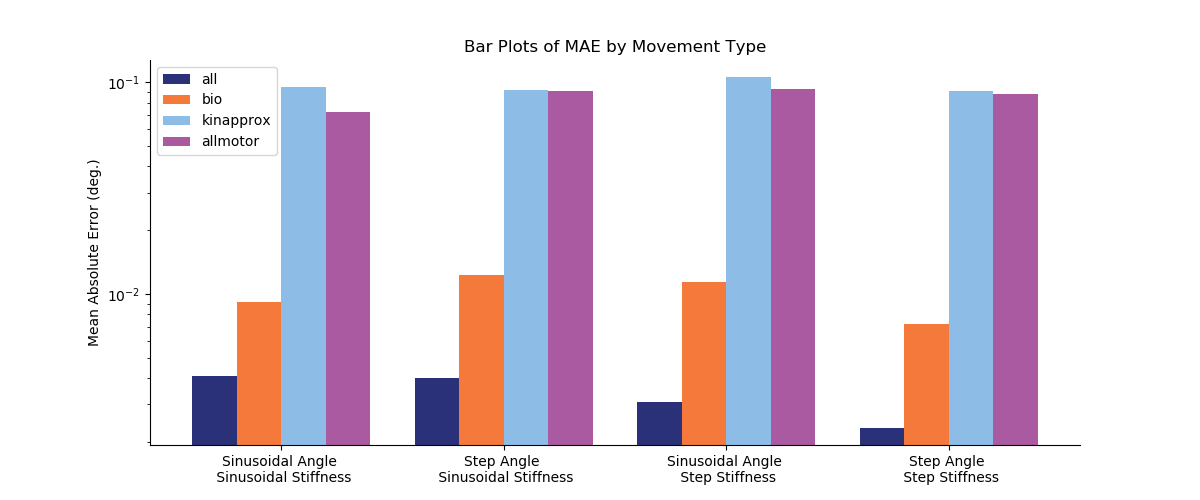 Bar Plots of MAE by Movement Type
all
bio
kinapprox
allmotor
10⁻¹
10⁻²
Mean Absolute Error (deg.)
Sinusoidal Angle
Sinusoidal Stiffness
Step Angle
Sinusoidal Stiffness
Sinusoidal Angle
Step Stiffness
Step Angle
Step Stiffness